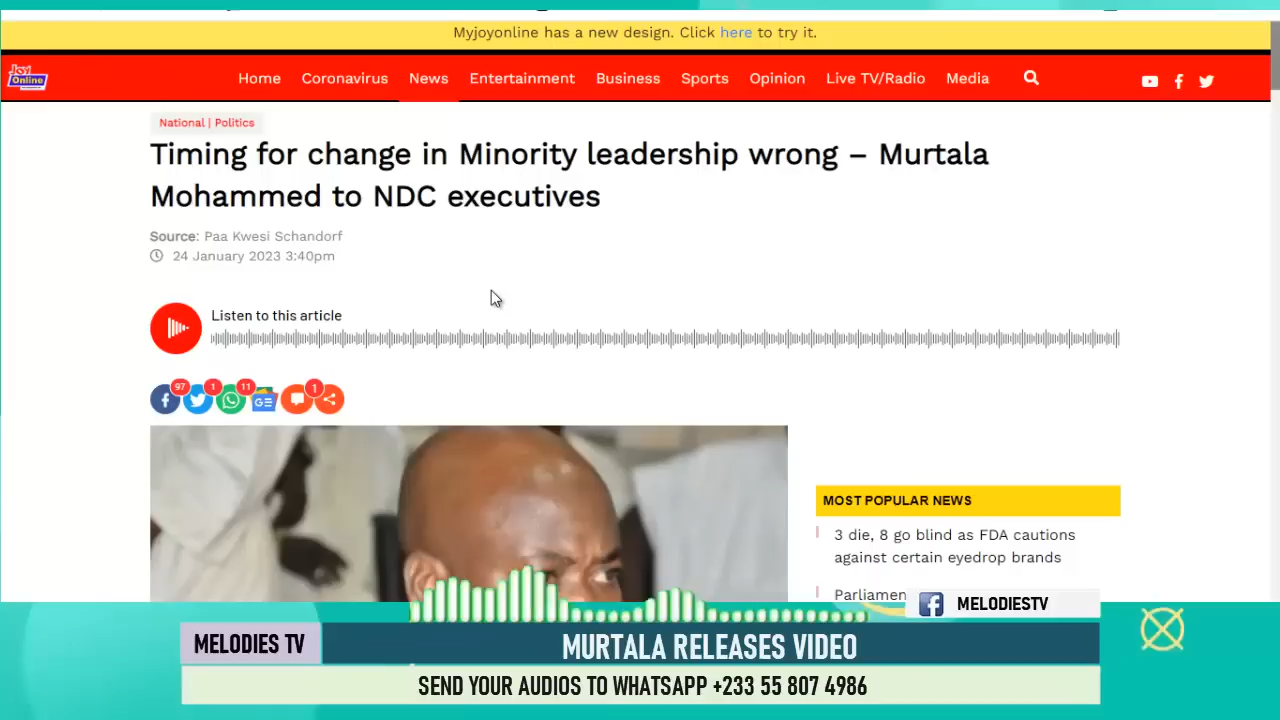 Myjoyonline has a new design. Click here to try it.
Joy Online
Home Coronavirus News Entertainment Business Sports Opinion Live TV/Radio Media
National | Politics
Timing for change in Minority leadership wrong – Murtala
Mohammed to NDC executives
Source: Paa Kwesi Schandorf
24 January 2023 3:40pm
Listen to this article
97 1 11 1
GE
MOST POPULAR NEWS
3 die, 8 go blind as FDA cautions
against certain eyedrop brands
Parliamen
MELODIESTV
MELODIES TV
MURTALA RELEASES VIDEO
SEND YOUR AUDIOS TO WHATSAPP +233 55 807 4986